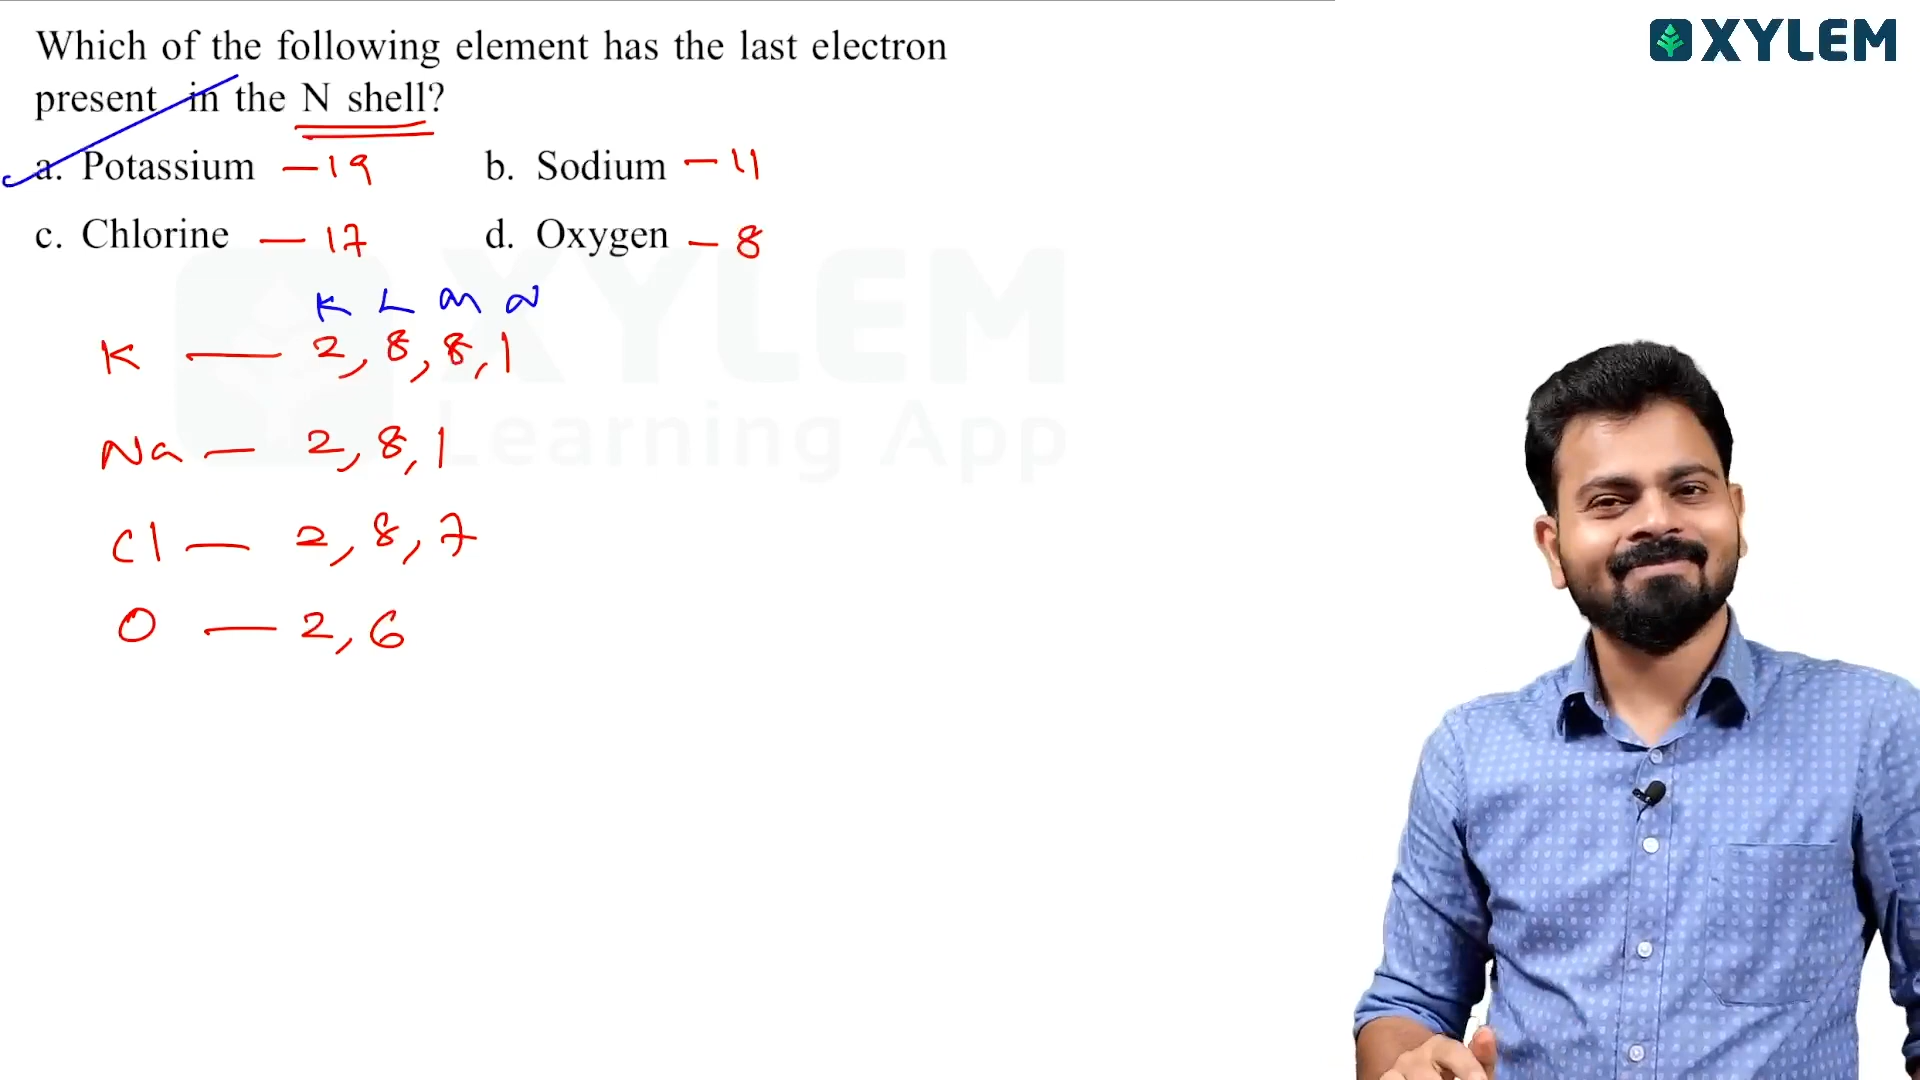 XYLEM
Which of the following element has the last electron
present in the N shell?
a. Potassium — 19 b. Sodium — 11
c. Chlorine — 17 d. Oxygen — 8
XYLEM
Learning App
K L M N
K — 2, 8, 8, 1
Na — 2, 8, 1
Cl — 2, 8, 7
O — 2, 6